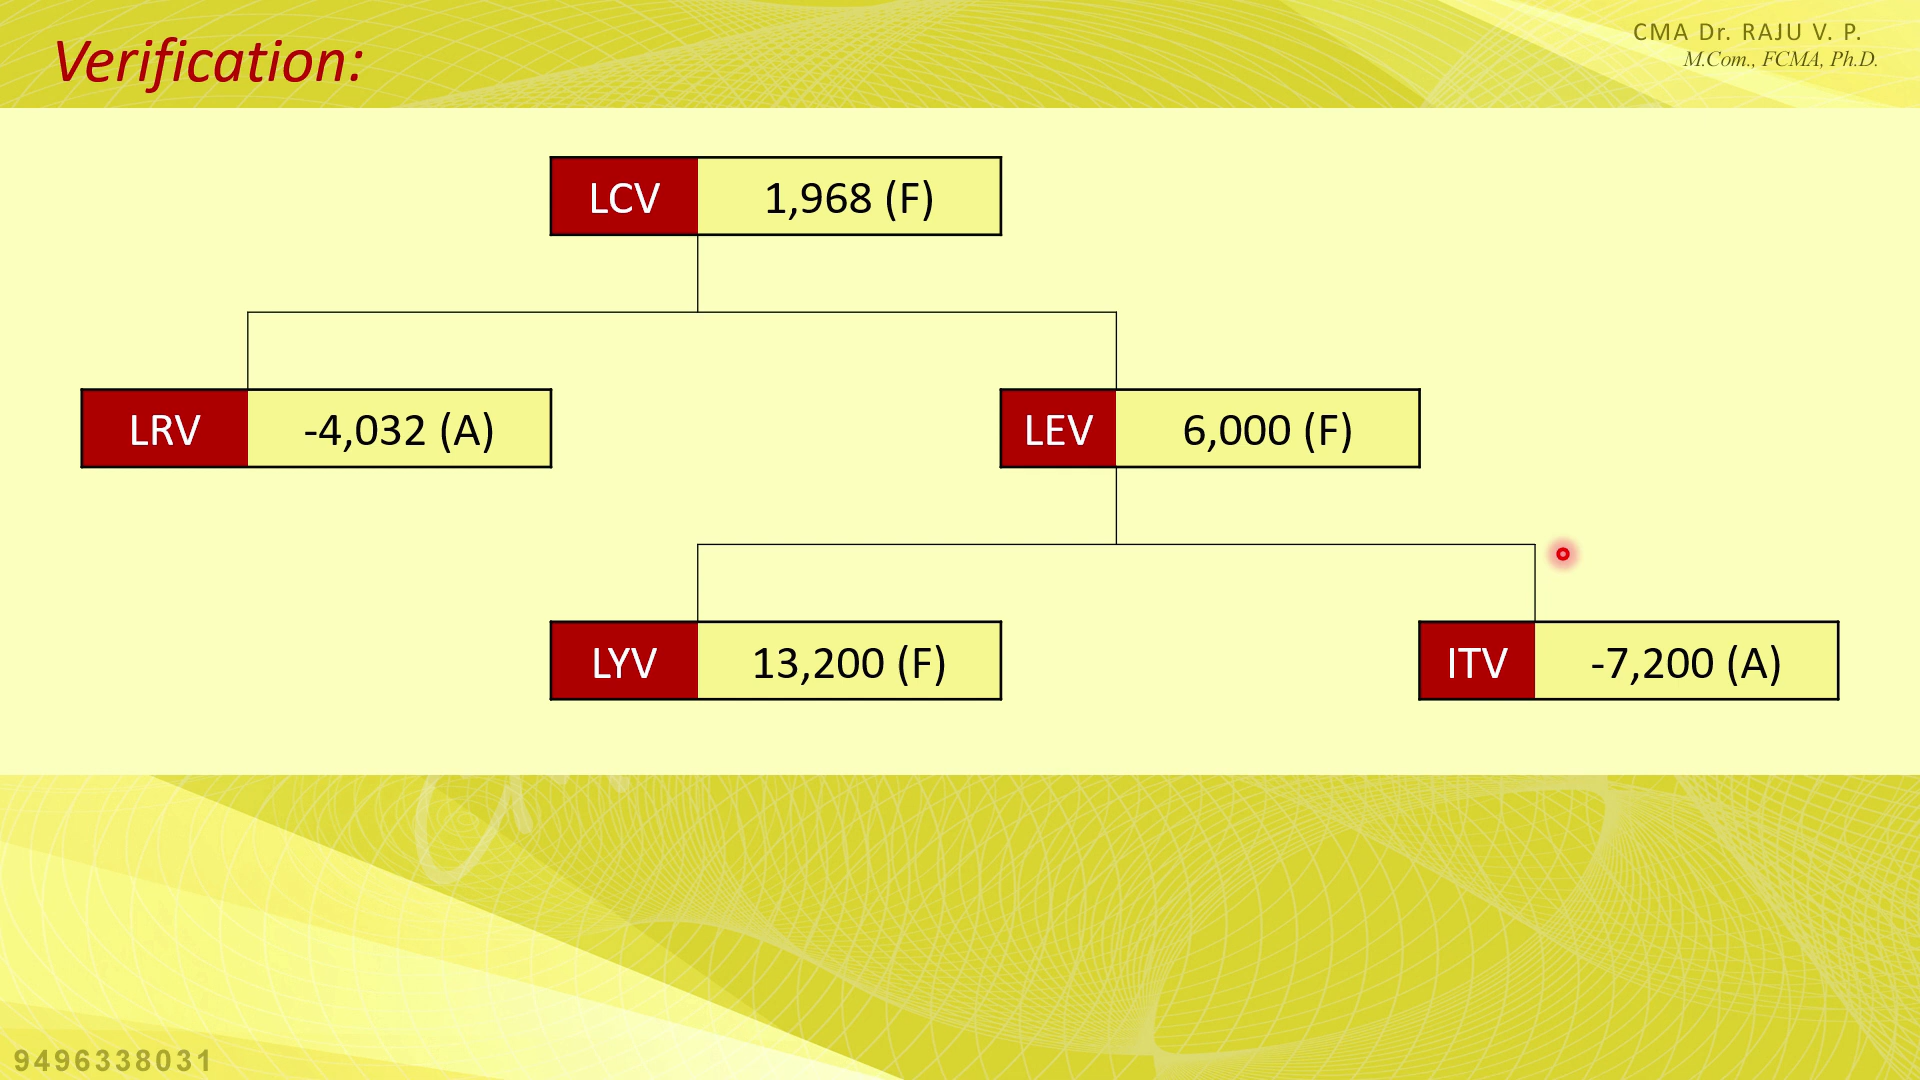 Verification:
CMA Dr. RAJU V. P.
M.Com., FCMA, Ph.D.
LCV 1,968 (F)
LRV -4,032 (A)
LEV 6,000 (F)
LYV 13,200 (F)
ITV -7,200 (A)
9496338031